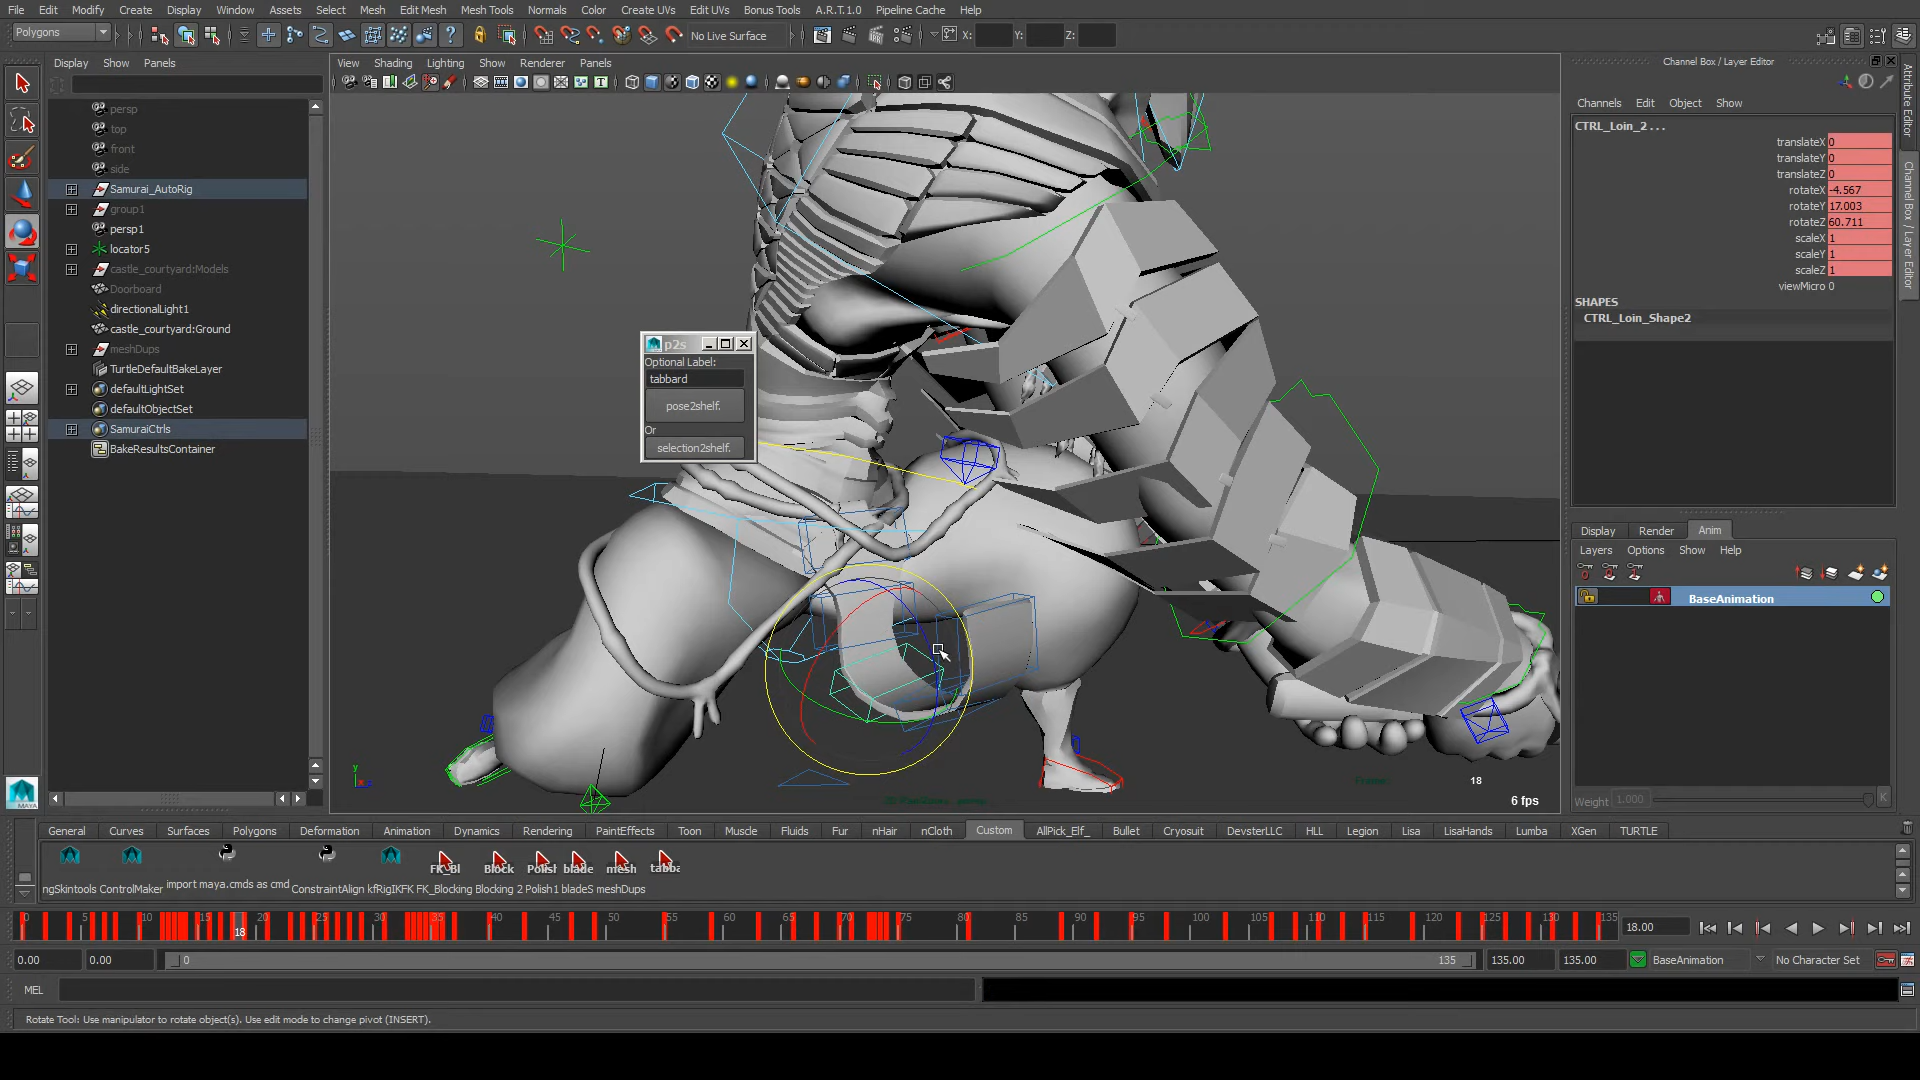 File Edit Modify Create Display Window Assets Select Mesh Edit Mesh Mesh Tools Normals Color Create UVs Edit UVs Bonus Tools A.R.T.1.0 Pipeline Cache Help
Polygons
No Live Surface
X:
Y:
Z:
Display Show Panels
persp
top
front
side
Samurai_AutoRig
group1
persp1
locator5
castle_courtyard:Models
Doorboard
directionalLight1
castle_courtyard:Ground
meshDups
TurtleDefaultBakeLayer
defaultLightSet
defaultObjectSet
SamuraiCtrls
BakeResultsContainer
View Shading Lighting Show Renderer Panels
p2s
Optional Label:
tabbard
pose2shelf.
Or
selection2shelf.
18
6 fps
Channel Box / Layer Editor
Channels Edit Object Show
CTRL_Loin_2 . . .
translateX 0
translateY 0
translateZ 0
rotateX -4.567
rotateY 17.003
rotateZ 60.711
scaleX 1
scaleY 1
scaleZ 1
viewMicro 0
SHAPES
CTRL_Loin_Shape2
Display Render Anim
Layers Options Show Help
BaseAnimation
Weight 1.000
K
Attribute Editor
Channel Box / Layer Editor
General Curves Surfaces Polygons Deformation Animation Dynamics Rendering PaintEffects Toon Muscle Fluids Fur nHair nCloth Custom AllPick_Elf_ Bullet Cryosuit DevsterLLC HLL Legion Lisa LisaHands Lumba XGen TURTLE
FK_Bl Block Polish blade mesh tabba
ngSkintools ControlMaker import maya.cmds as cmd ConstraintAlign kfRigIKFK FK_Blocking Blocking 2 Polish1 bladeS meshDups
0 5 10 15 18 20 25 30 35 40 45 50 55 60 65 70 75 80 85 90 95 100 105 110 115 120 125 130 135
18.00
0.00 0.00 0 135 135.00 135.00 BaseAnimation No Character Set
MEL
Rotate Tool: Use manipulator to rotate object(s). Use edit mode to change pivot (INSERT).
MAYA